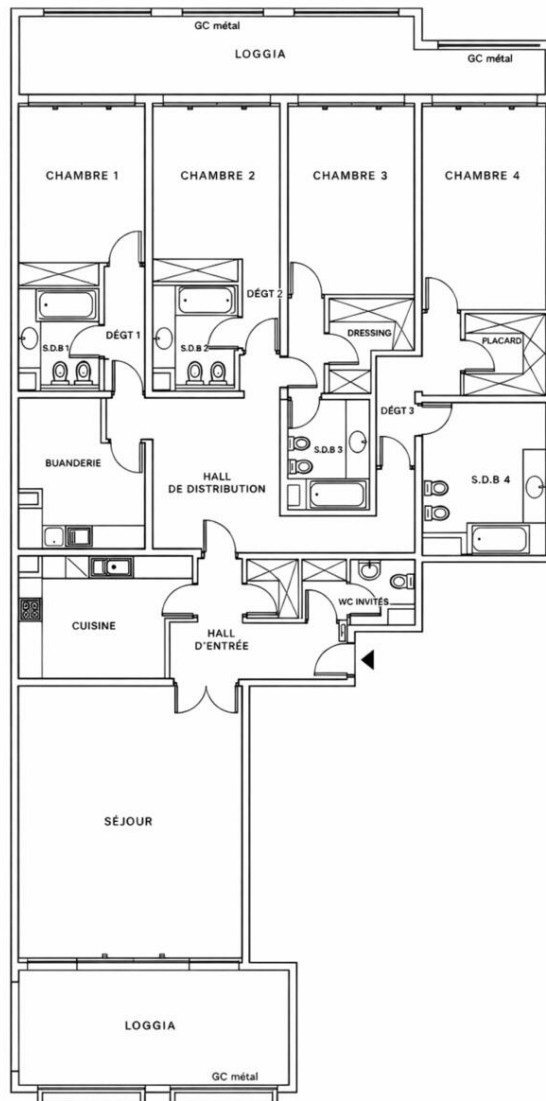 GC métal
LOGGIA
GC métal
CHAMBRE 1
CHAMBRE 2
CHAMBRE 3
CHAMBRE 4
DÉGT 2
DÉGT 1
S.D.B 1
S.D.B 2
DRESSING
PLACARD
DÉGT 3
BUANDERIE
S.D.B 3
HALL
DE DISTRIBUTION
S.D.B 4
WC INVITÉS
CUISINE
HALL
D'ENTRÉE
SÉJOUR
LOGGIA
GC métal